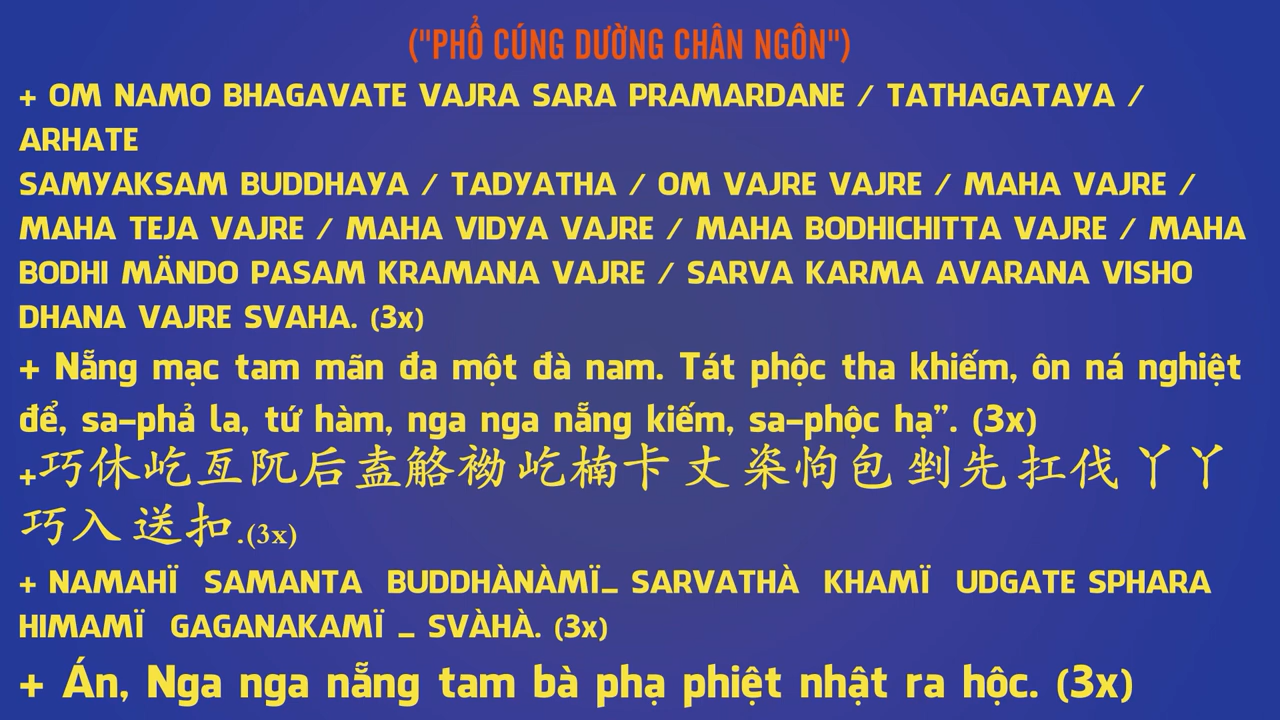 ("PHỔ CÚNG DƯỜNG CHÂN NGÔN")
+ OM NAMO BHAGAVATE VAJRA SARA PRAMARDANE / TATHAGATAYA /
ARHATE
SAMYAKSAM BUDDHAYA / TADYATHA / OM VAJRE VAJRE / MAHA VAJRE /
MAHA TEJA VAJRE / MAHA VIDYA VAJRE / MAHA BODHICHITTA VAJRE / MAHA
BODHI MÄNDO PASAM KRAMANA VAJRE / SARVA KARMA AVARANA VISHO
DHANA VAJRE SVAHA. (3x)
+ Nẵng mạc tam mãn đa một đà nam. Tát phộc tha khiếm, ôn ná nghiệt
để, sa-phả la, tứ hàm, nga nga nẵng kiếm, sa-phộc hạ”. (3x)
+巧休屹亙阢后盍觡袎屹楠卡丈栥怐包剉先扛伐丫丫
巧入送扣.(3x)
+ NAMAHÏ SAMANTA BUDDHÀNÀMÏ_ SARVATHÀ KHAMÏ UDGATE SPHARA
HIMAMÏ GAGANAKAMÏ _ SVÀHÀ. (3x)
+ Án, Nga nga nẵng tam bà phạ phiệt nhật ra hộc. (3x)